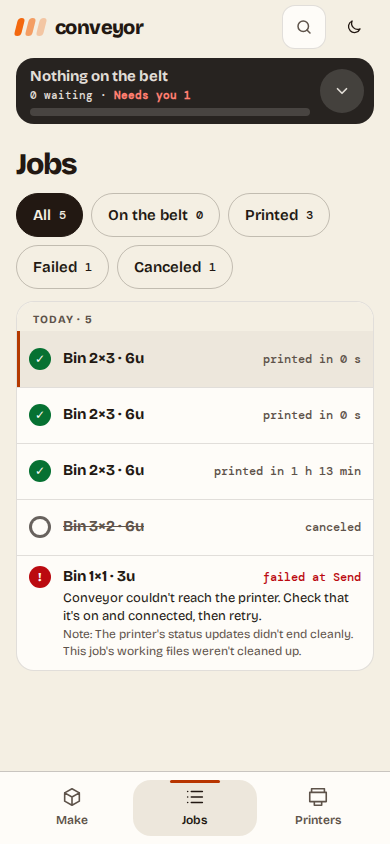 conveyor
Nothing on the belt
0 waiting · Needs you 1
Jobs
All 5
On the belt 0
Printed 3
Failed 1
Canceled 1
TODAY · 5
Bin 2×3 · 6u printed in 0 s
Bin 2×3 · 6u printed in 0 s
Bin 2×3 · 6u printed in 1 h 13 min
Bin 3×2 · 6u canceled
Bin 1×1 · 3u failed at Send
Conveyor couldn't reach the printer. Check that
it's on and connected, then retry.
Note: The printer's status updates didn't end cleanly.
This job's working files weren't cleaned up.
Make
Jobs
Printers